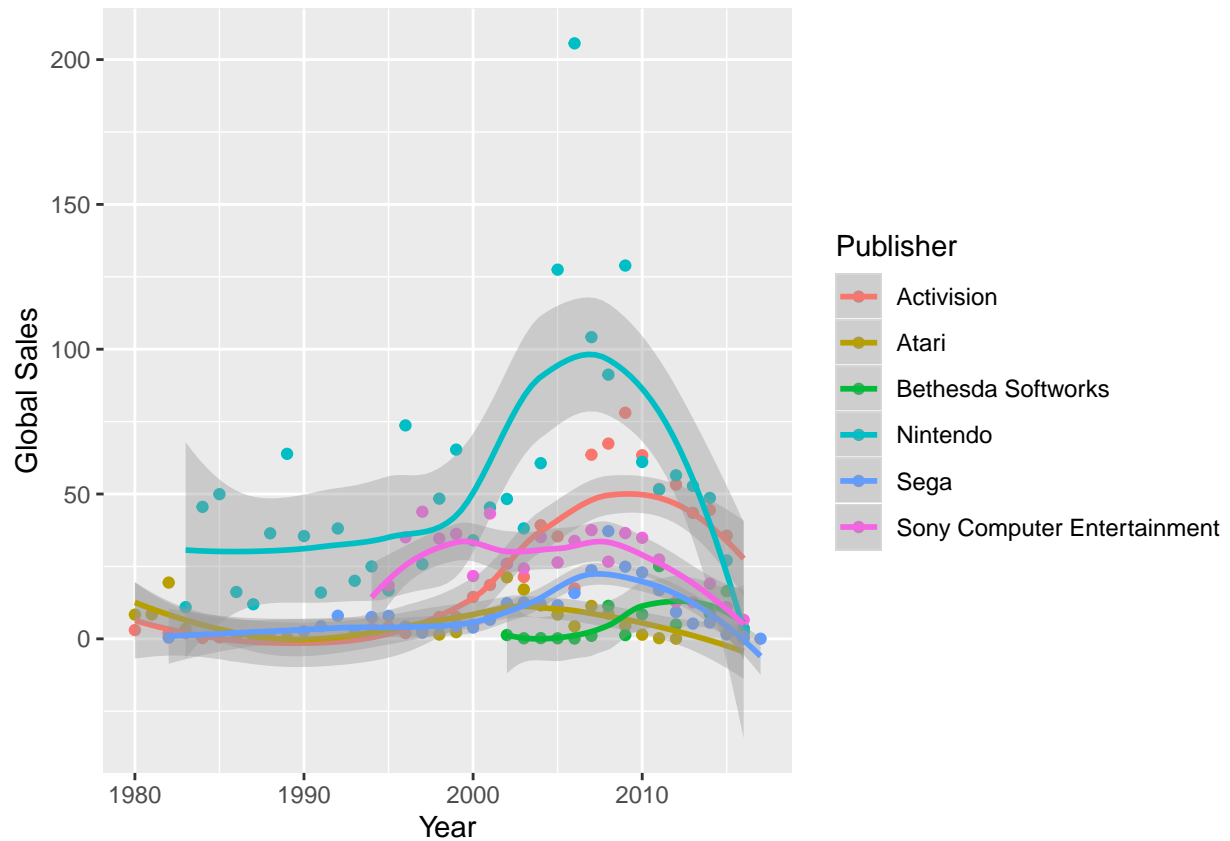 200
150
100
50
0
Global Sales
1980
1990
2000
2010
Year
Publisher
Activision
Atari
Bethesda Softworks
Nintendo
Sega
Sony Computer Entertainment